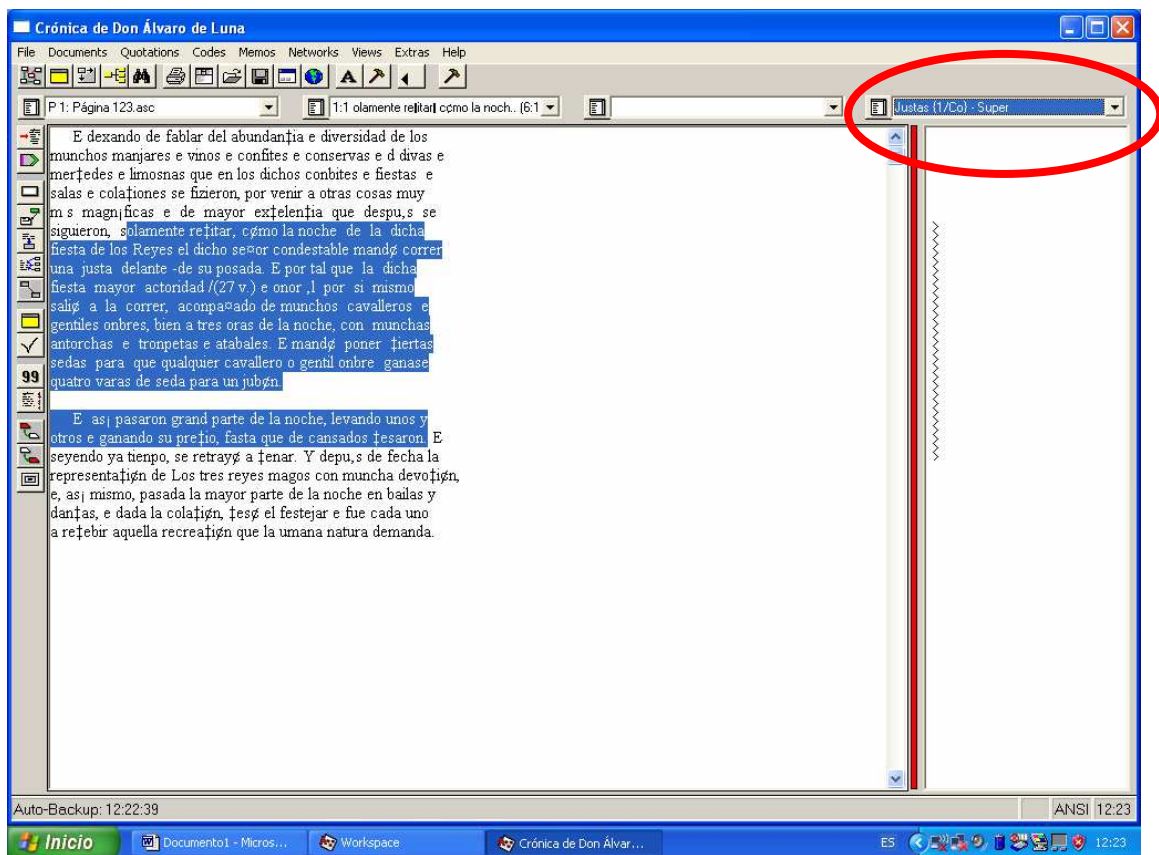 Crónica de Don Álvaro de Luna
File Documents Quotations Codes Memos Networks Views Extras Help
P 1: Página 123.asc
1:1 olamente re|itar| cçmo la noch.. (6:1
Justas {1/Co} - Super
E dexando de fablar del abundan‡ia e diversidad de los
munchos manjares e vinos e confites e conservas e d divas e
mer‡edes e limosnas que en los dichos conbites e fiestas e
salas e cola‡iones se fizieron, por venir a otras cosas muy
m s magn¡ficas e de mayor ex‡elen‡ia que despu‚s se
siguieron, solamente re‡itar, cø mo la noche de la dicha
fiesta de los Reyes el dicho se¤or condestable mandø correr
una justa delante -de su posada. E por tal que la dicha
fiesta mayor actoridad /(27 v.) e onor ,l por si mismo
saliø a la correr, aconpa¤ado de munchos cavalleros e
gentiles onbres, bien a tres oras de la noche, con munchas
antorchas e tronpetas e atabales. E mandø poner ‡iertas
sedas para que qualquier cavallero o gentil onbre ganase
quatro varas de seda para un jubøn.
E as¡ pasaron grand parte de la noche, levando unos y
otros e ganando su pre‡io, fasta que de cansados ‡esaron. E
seyendo ya tienpo, se retrayø a ‡enar. Y depu,s de fecha la
representa‡iøn de Los tres reyes magos con muncha devo‡iøn,
e, as¡ mismo, pasada la mayor parte de la noche en bailas y
dan‡as, e dada la cola‡iøn, ‡esø el festejar e fue cada uno
a re‡ebir aquella recrea‡iøn que la umana natura demanda.
Auto-Backup: 12:22:39
ANSI 12:23
Inicio
Documento1 - Micros...
Workspace
Crónica de Don Álvar...
ES
12:23